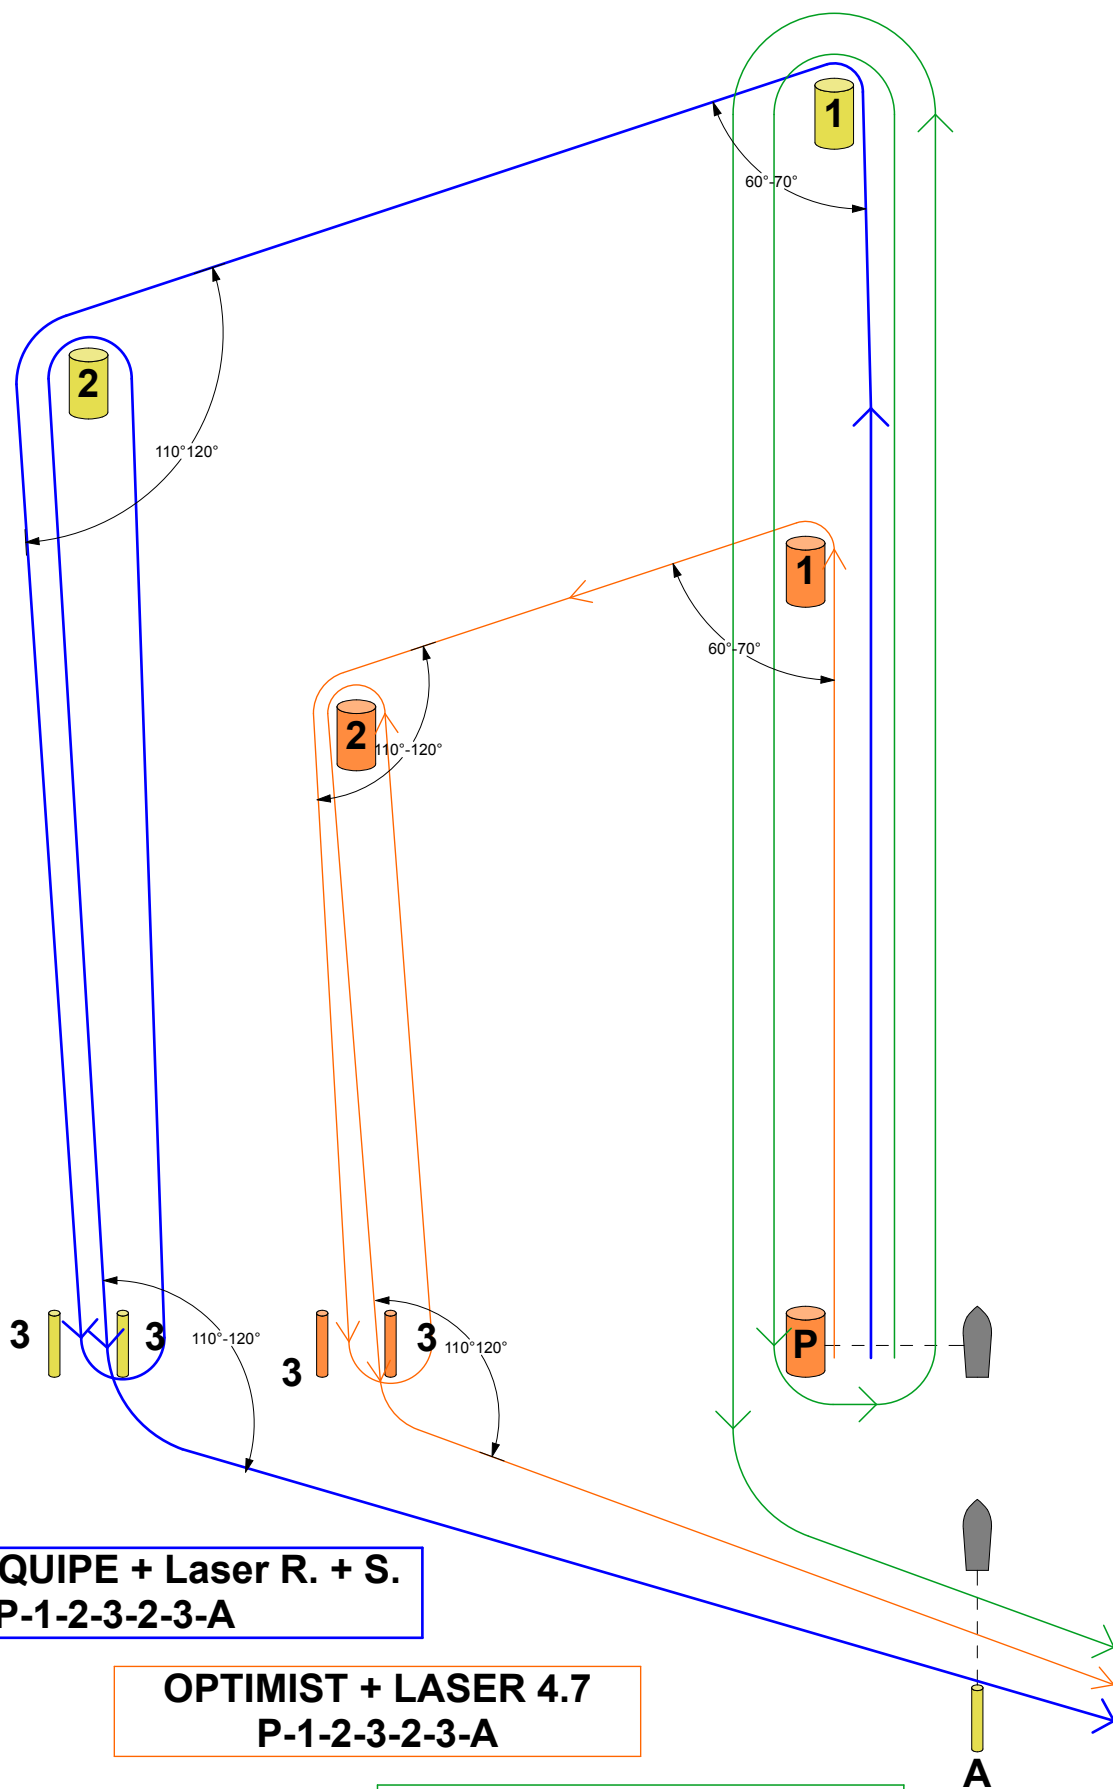 1
60°-70°
2
110°120°
1
60°-70°
2
110°-120°
3
3
110°-120°
3
3
110°120°
P
QUIPE + Laser R. + S.
P-1-2-3-2-3-A
OPTIMIST + LASER 4.7
P-1-2-3-2-3-A
A